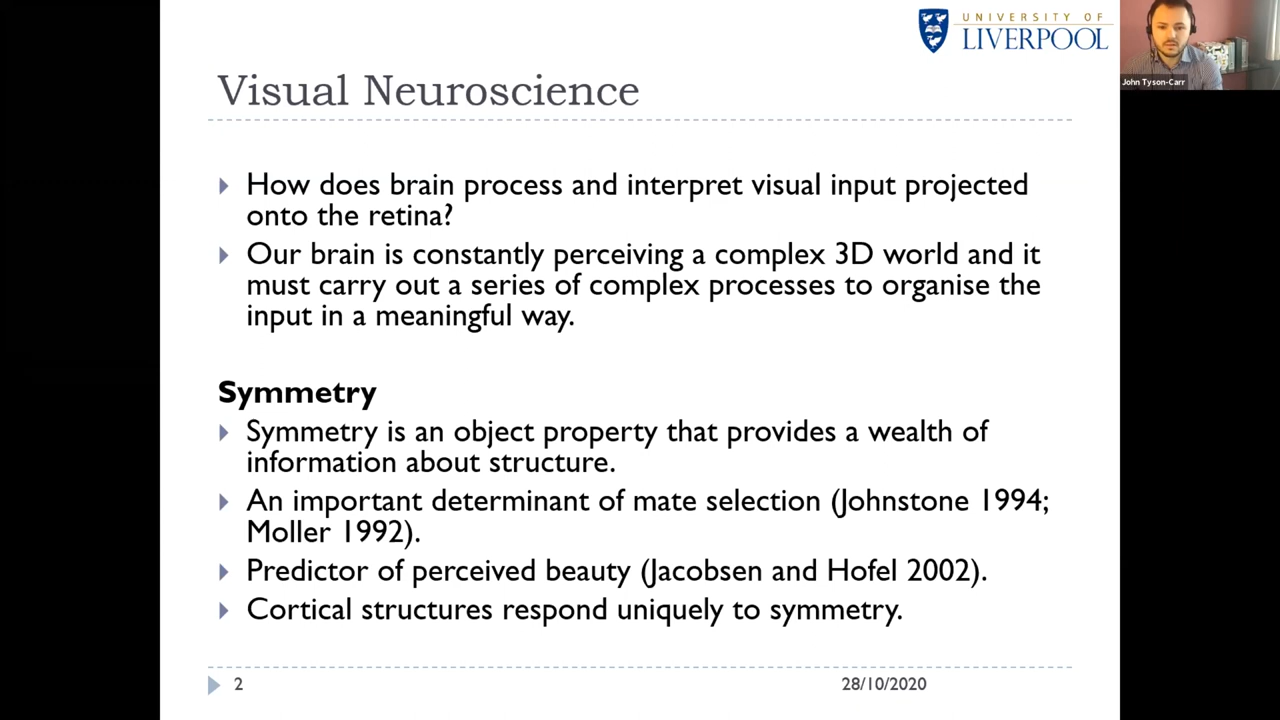 UNIVERSITY OF
LIVERPOOL
John Tyson-Carr
Visual Neuroscience
How does brain process and interpret visual input projected
onto the retina?
Our brain is constantly perceiving a complex 3D world and it
must carry out a series of complex processes to organise the
input in a meaningful way.
Symmetry
Symmetry is an object property that provides a wealth of
information about structure.
An important determinant of mate selection (Johnstone 1994;
Moller 1992).
Predictor of perceived beauty (Jacobsen and Hofel 2002).
Cortical structures respond uniquely to symmetry.
2
28/10/2020